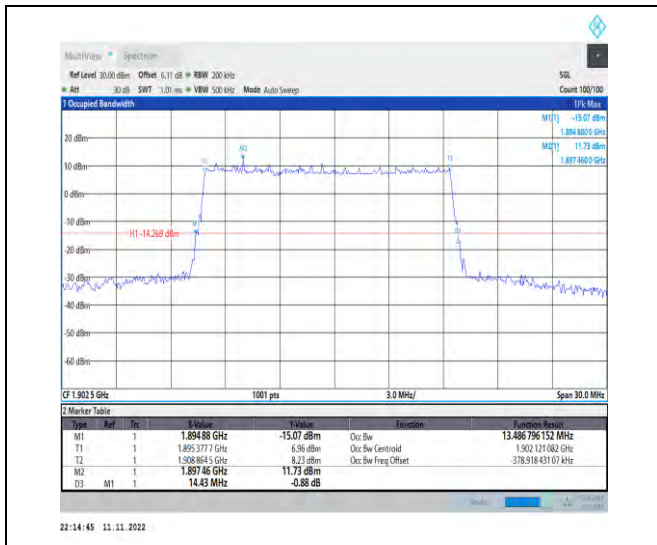 MultiView Spectrum
Ref Level 30.00 dBm Offset 6.11 dB RBW 200 kHz SGL
Att 30 dB SWT 1.01 ms VBW 500 kHz Mode Auto Sweep Count 100/100
1 Occupied Bandwidth 1Pk Max
M1[1] -15.07 dBm
1.894 880 0 GHz
M2[1] 11.73 dBm
1.897 460 0 GHz
20 dBm
M2
T1 T2
10 dBm
0 dBm
-10 dBm
H1 -14.269 dBm
M1
D3
-20 dBm
-30 dBm
-40 dBm
-50 dBm
-60 dBm
CF 1.902 5 GHz 1001 pts 3.0 MHz/ Span 30.0 MHz
2 Marker Table
Type Ref Trc X-Value Y-Value Function Function Result
M1 1 1.894 88 GHz -15.07 dBm Occ Bw 13.486 796 152 MHz
T1 1 1.895 377 7 GHz 6.96 dBm Occ Bw Centroid 1.902 121 082 GHz
T2 1 1.908 864 5 GHz 8.23 dBm Occ Bw Freq Offset -378.918 431 07 kHz
M2 1 1.897 46 GHz 11.73 dBm
D3 M1 1 14.43 MHz -0.88 dB
22:14:45 11.11.2022